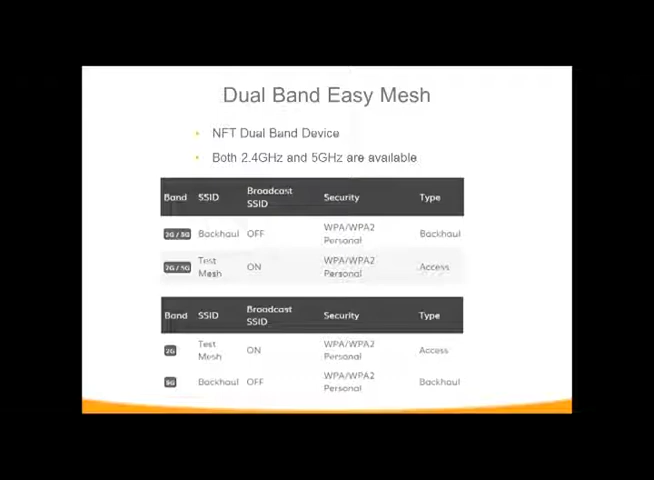 Dual Band Easy Mesh
• NFT Dual Band Device
• Both 2.4GHz and 5GHz are available
Band SSID Broadcast SSID Security Type
2G / 5G Backhaul OFF WPA/WPA2 Personal Backhaul
2G / 5G Test Mesh ON WPA/WPA2 Personal Access
Band SSID Broadcast SSID Security Type
2G Test Mesh ON WPA/WPA2 Personal Access
5G Backhaul OFF WPA/WPA2 Personal Backhaul